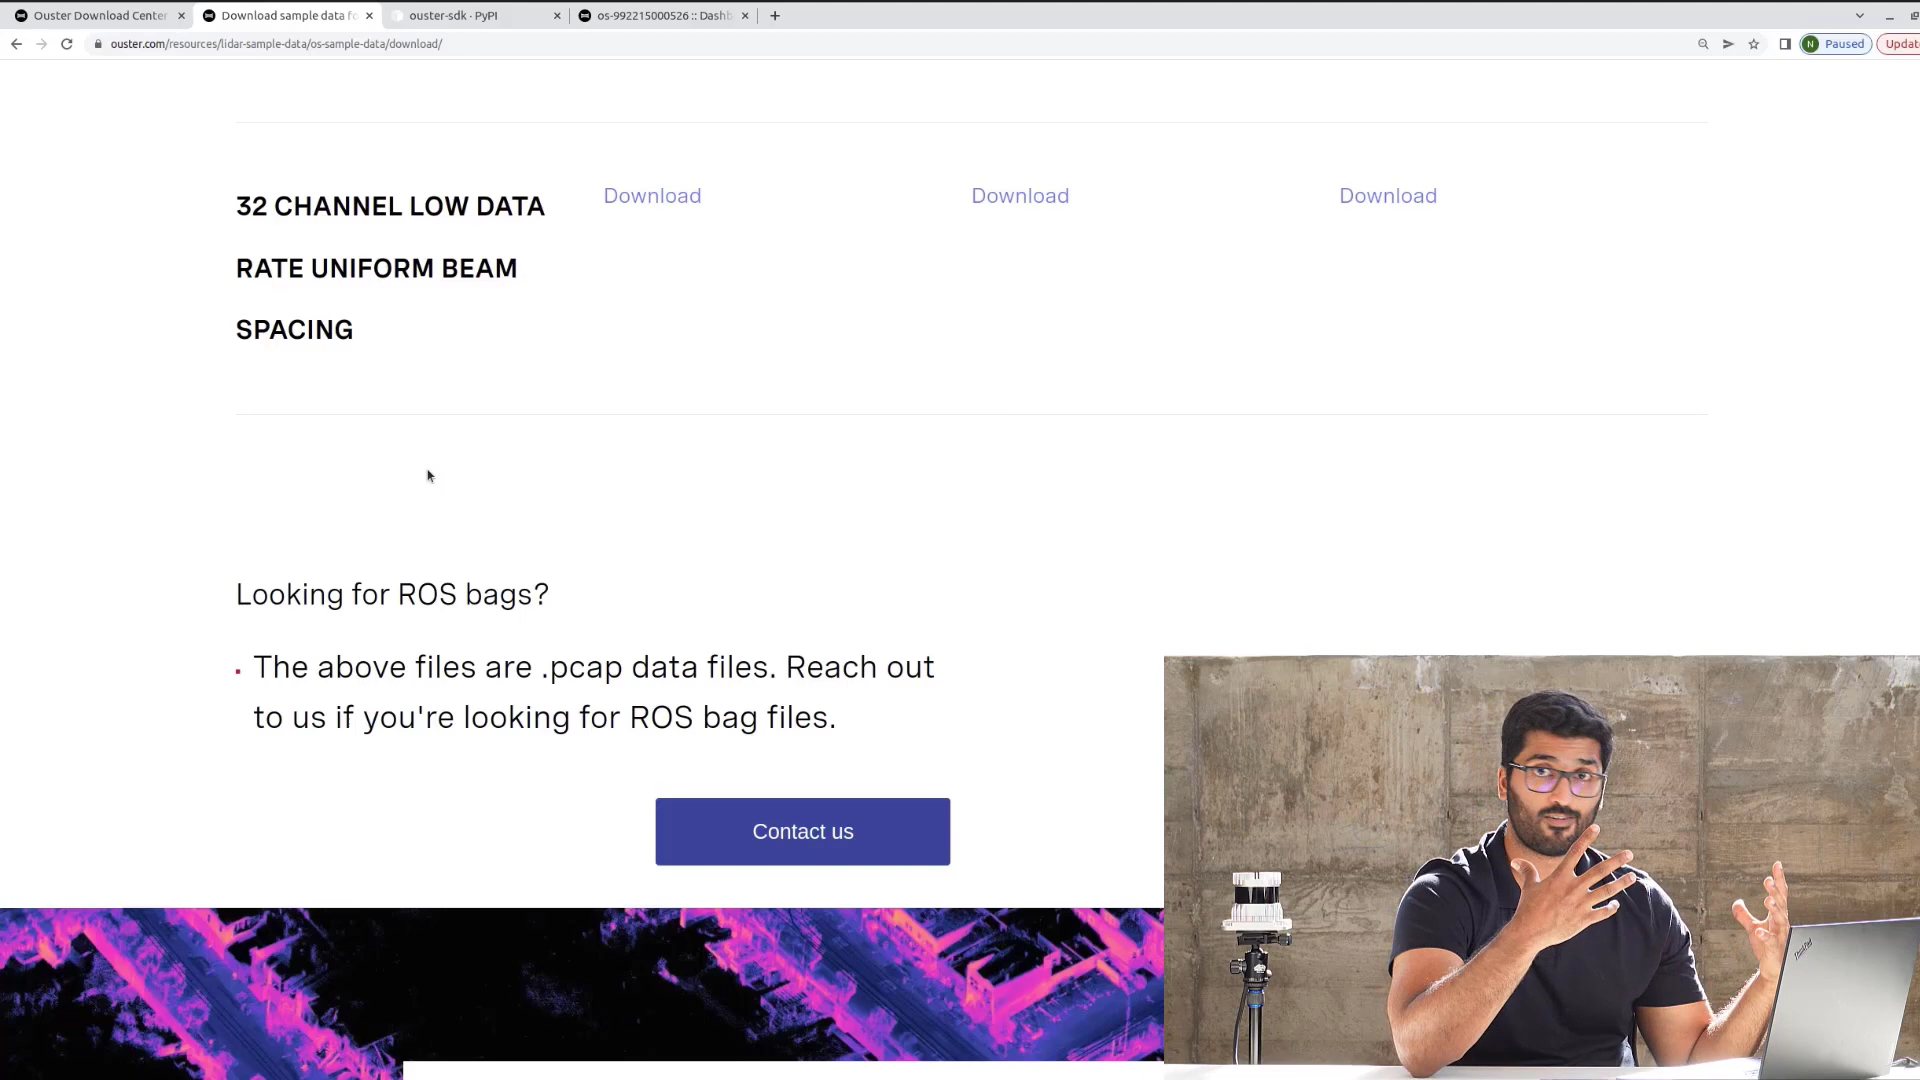 Ouster Download Center
Download sample data fo
ouster-sdk · PyPI
os-992215000526 :: Dashb
ouster.com/resources/lidar-sample-data/os-sample-data/download/
N Paused
Updat
32 CHANNEL LOW DATA
RATE UNIFORM BEAM
SPACING
Download
Download
Download
Looking for ROS bags?
The above files are .pcap data files. Reach out
to us if you're looking for ROS bag files.
Contact us
ThinkPad